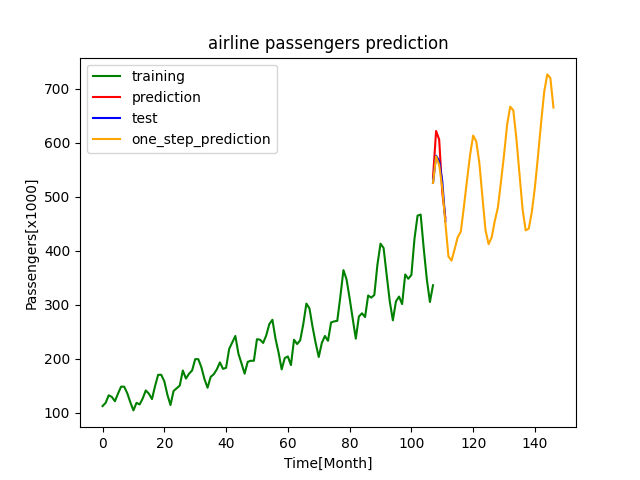 airline passengers prediction
training
prediction
test
one_step_prediction
Passengers[x1000]
700
600
500
400
300
200
100
0 20 40 60 80 100 120 140
Time[Month]